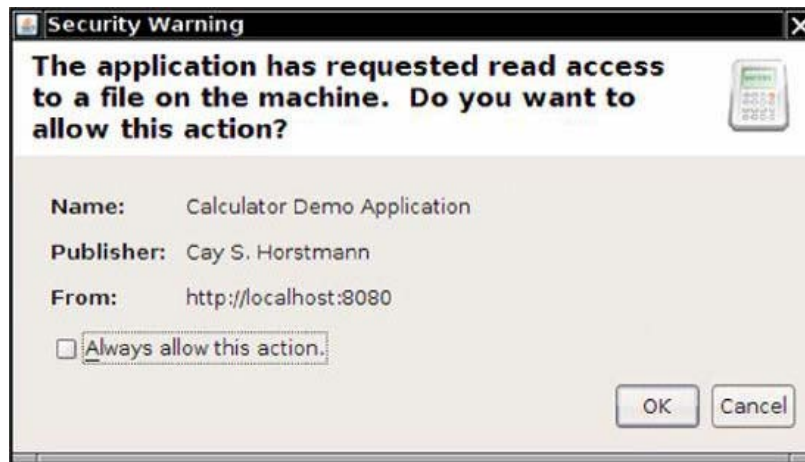 Security Warning
The application has requested read access
to a file on the machine. Do you want to
allow this action?
Name: Calculator Demo Application
Publisher: Cay S. Horstmann
From: http://localhost:8080
Always allow this action.
OK Cancel